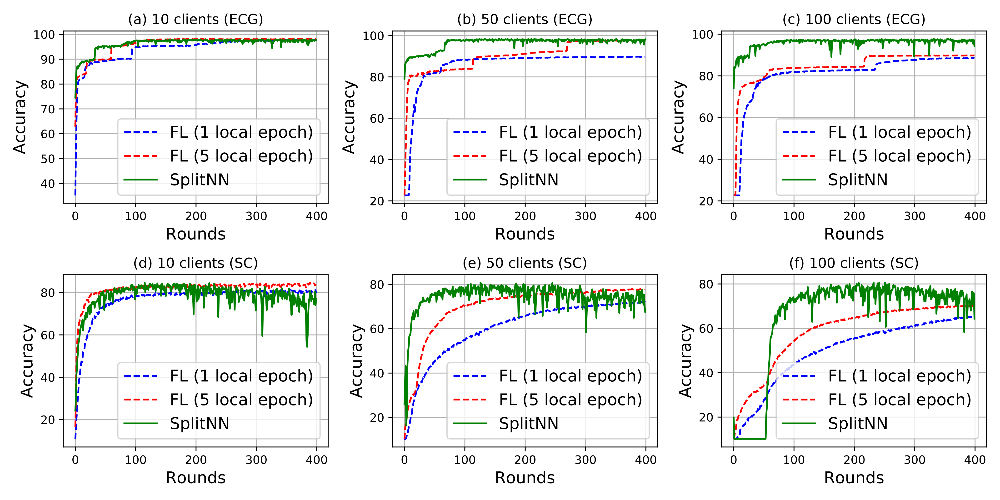 (a) 10 clients (ECG)
100
90
80
70
60
50
40
Accuracy
FL (1 local epoch)
FL (5 local epoch)
SplitNN
0 100 200 300 400
Rounds
(b) 50 clients (ECG)
100
80
60
40
20
Accuracy
FL (1 local epoch)
FL (5 local epoch)
SplitNN
0 100 200 300 400
Rounds
(c) 100 clients (ECG)
100
80
60
40
20
Accuracy
FL (1 local epoch)
FL (5 local epoch)
SplitNN
0 100 200 300 400
Rounds
(d) 10 clients (SC)
80
60
40
20
Accuracy
FL (1 local epoch)
FL (5 local epoch)
SplitNN
0 100 200 300 400
Rounds
(e) 50 clients (SC)
80
60
40
20
Accuracy
FL (1 local epoch)
FL (5 local epoch)
SplitNN
0 100 200 300 400
Rounds
(f) 100 clients (SC)
80
60
40
20
Accuracy
FL (1 local epoch)
FL (5 local epoch)
SplitNN
0 100 200 300 400
Rounds